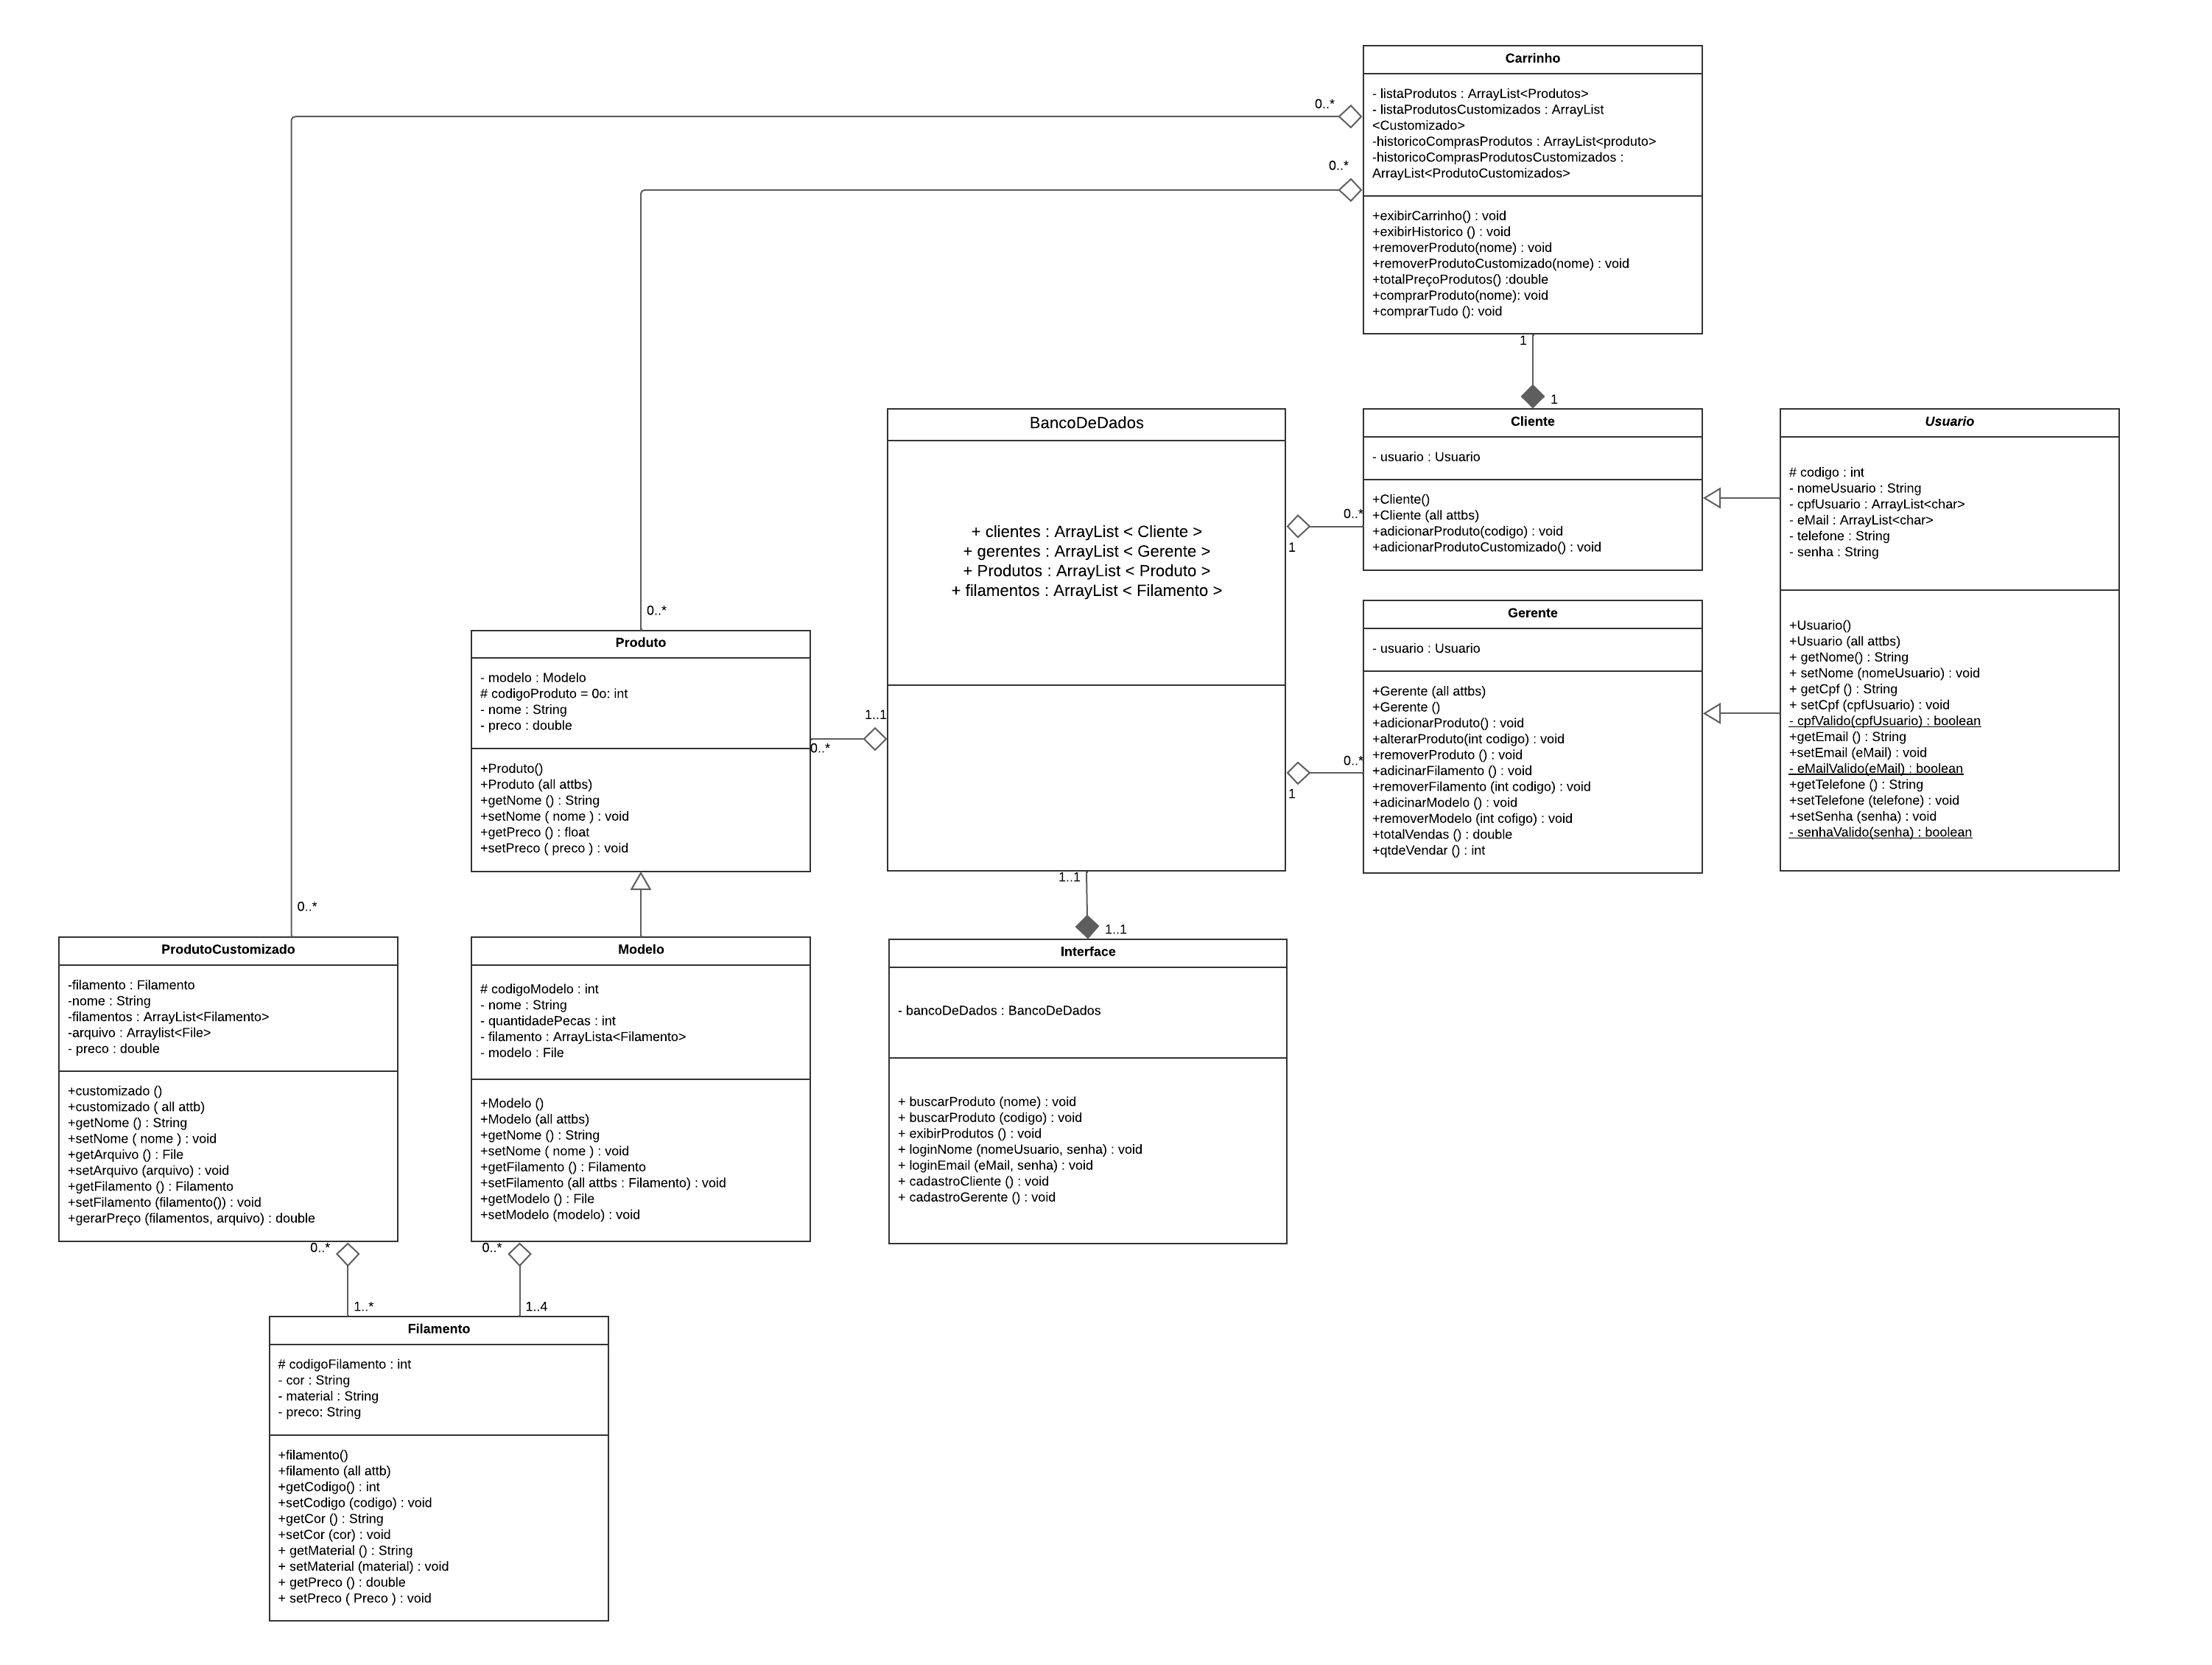 Carrinho
- listaProdutos : ArrayList<Produtos>
- listaProdutosCustomizados : ArrayList
<Customizado>
-historicoComprasProdutos : ArrayList<produto>
-historicoComprasProdutosCustomizados :
ArrayList<ProdutoCustomizados>
+exibirCarrinho() : void
+exibirHistorico () : void
+removerProduto(nome) : void
+removerProdutoCustomizado(nome) : void
+totalPreçoProdutos() :double
+comprarProduto(nome): void
+comprarTudo (): void
0..*
0..*
1
1
BancoDeDados
+ clientes : ArrayList < Cliente >
+ gerentes : ArrayList < Gerente >
+ Produtos : ArrayList < Produto >
+ filamentos : ArrayList < Filamento >
Cliente
- usuario : Usuario
+Cliente()
+Cliente (all attbs)
+adicionarProduto(codigo) : void
+adicionarProdutoCustomizado() : void
0..*
1
Usuario
# codigo : int
- nomeUsuario : String
- cpfUsuario : ArrayList<char>
- eMail : ArrayList<char>
- telefone : String
- senha : String
+Usuario()
+Usuario (all attbs)
+ getNome() : String
+ setNome (nomeUsuario) : void
+ getCpf () : String
+ setCpf (cpfUsuario) : void
- cpfValido(cpfUsuario) : boolean
+getEmail () : String
+setEmail (eMail) : void
- eMailValido(eMail) : boolean
+getTelefone () : String
+setTelefone (telefone) : void
+setSenha (senha) : void
- senhaValido(senha) : boolean
Gerente
- usuario : Usuario
+Gerente (all attbs)
+Gerente ()
+adicionarProduto() : void
+alterarProduto(int codigo) : void
+removerProduto () : void
+adicinarFilamento () : void
+removerFilamento (int codigo) : void
+adicinarModelo () : void
+removerModelo (int cofigo) : void
+totalVendas () : double
+qtdeVendar () : int
0..*
1
0..*
Produto
- modelo : Modelo
# codigoProduto = 0o: int
- nome : String
- preco : double
+Produto()
+Produto (all attbs)
+getNome () : String
+setNome ( nome ) : void
+getPreco () : float
+setPreco ( preco ) : void
1..1
0..*
1..1
1..1
0..*
ProdutoCustomizado
-filamento : Filamento
-nome : String
-filamentos : ArrayList<Filamento>
-arquivo : Arraylist<File>
- preco : double
+customizado ()
+customizado ( all attb)
+getNome () : String
+setNome ( nome ) : void
+getArquivo () : File
+setArquivo (arquivo) : void
+getFilamento () : Filamento
+setFilamento (filamento()) : void
+gerarPreço (filamentos, arquivo) : double
Modelo
# codigoModelo : int
- nome : String
- quantidadePecas : int
- filamento : ArrayLista<Filamento>
- modelo : File
+Modelo ()
+Modelo (all attbs)
+getNome () : String
+setNome ( nome ) : void
+getFilamento () : Filamento
+setFilamento (all attbs : Filamento) : void
+getModelo () : File
+setModelo (modelo) : void
Interface
- bancoDeDados : BancoDeDados
+ buscarProduto (nome) : void
+ buscarProduto (codigo) : void
+ exibirProdutos () : void
+ loginNome (nomeUsuario, senha) : void
+ loginEmail (eMail, senha) : void
+ cadastroCliente () : void
+ cadastroGerente () : void
0..*
0..*
1..*
1..4
Filamento
# codigoFilamento : int
- cor : String
- material : String
- preco: String
+filamento()
+filamento (all attb)
+getCodigo() : int
+setCodigo (codigo) : void
+getCor () : String
+setCor (cor) : void
+ getMaterial () : String
+ setMaterial (material) : void
+ getPreco () : double
+ setPreco ( Preco ) : void